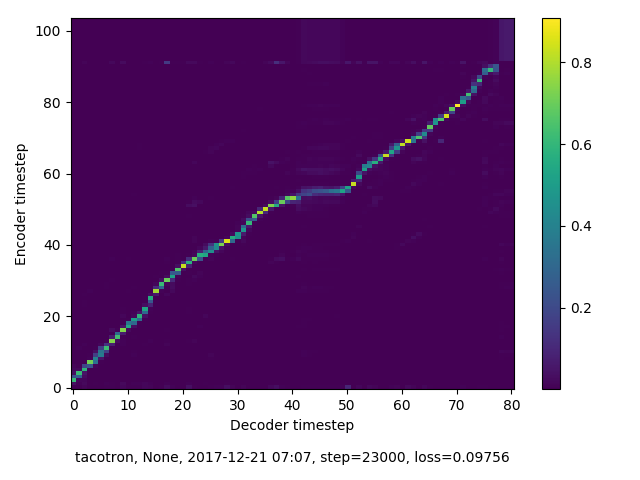 100
80
60
40
20
0
Encoder timestep
0 10 20 30 40 50 60 70 80
Decoder timestep
0.8
0.6
0.4
0.2
tacotron, None, 2017-12-21 07:07, step=23000, loss=0.09756